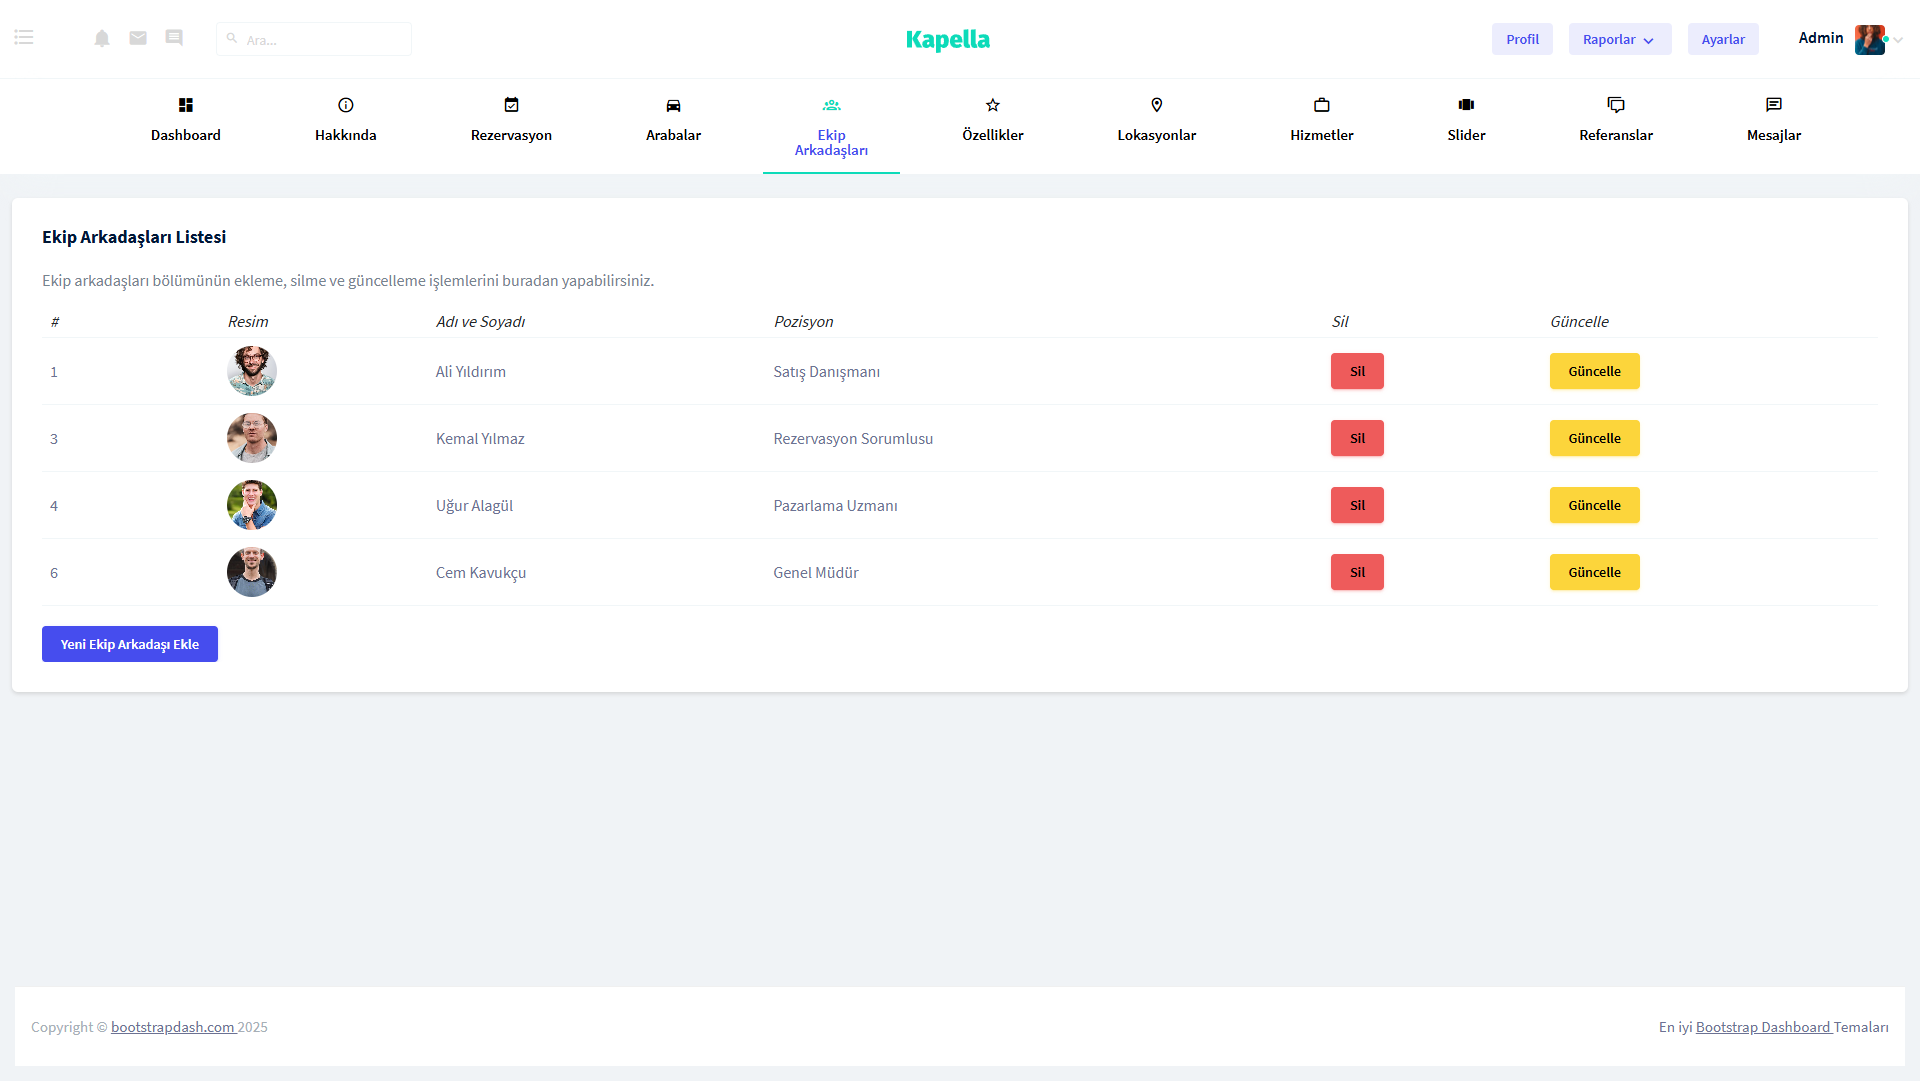 Ara...
Kapella
Profil
Raporlar
Ayarlar
Admin
Dashboard
Hakkında
Rezervasyon
Arabalar
Ekip
Arkadaşları
Özellikler
Lokasyonlar
Hizmetler
Slider
Referanslar
Mesajlar
Ekip Arkadaşları Listesi
Ekip arkadaşları bölümünün ekleme, silme ve güncelleme işlemlerini buradan yapabilirsiniz.
# Resim Adı ve Soyadı Pozisyon Sil Güncelle
1 Ali Yıldırım Satış Danışmanı Sil Güncelle
3 Kemal Yılmaz Rezervasyon Sorumlusu Sil Güncelle
4 Uğur Alagül Pazarlama Uzmanı Sil Güncelle
6 Cem Kavukçu Genel Müdür Sil Güncelle
Yeni Ekip Arkadaşı Ekle
Copyright © bootstrapdash.com 2025
En iyi Bootstrap Dashboard Temaları